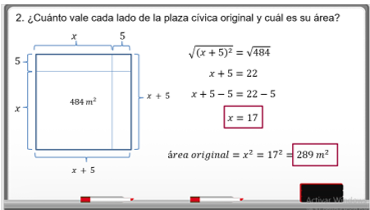 2. ¿Cuánto vale cada lado de la plaza cívica original y cuál es su área?
x 5
5
x
484 m²
x + 5
x + 5
√(x + 5)² = √484
x + 5 = 22
x + 5 − 5 = 22 − 5
x = 17
área original = x² = 17² = 289 m²